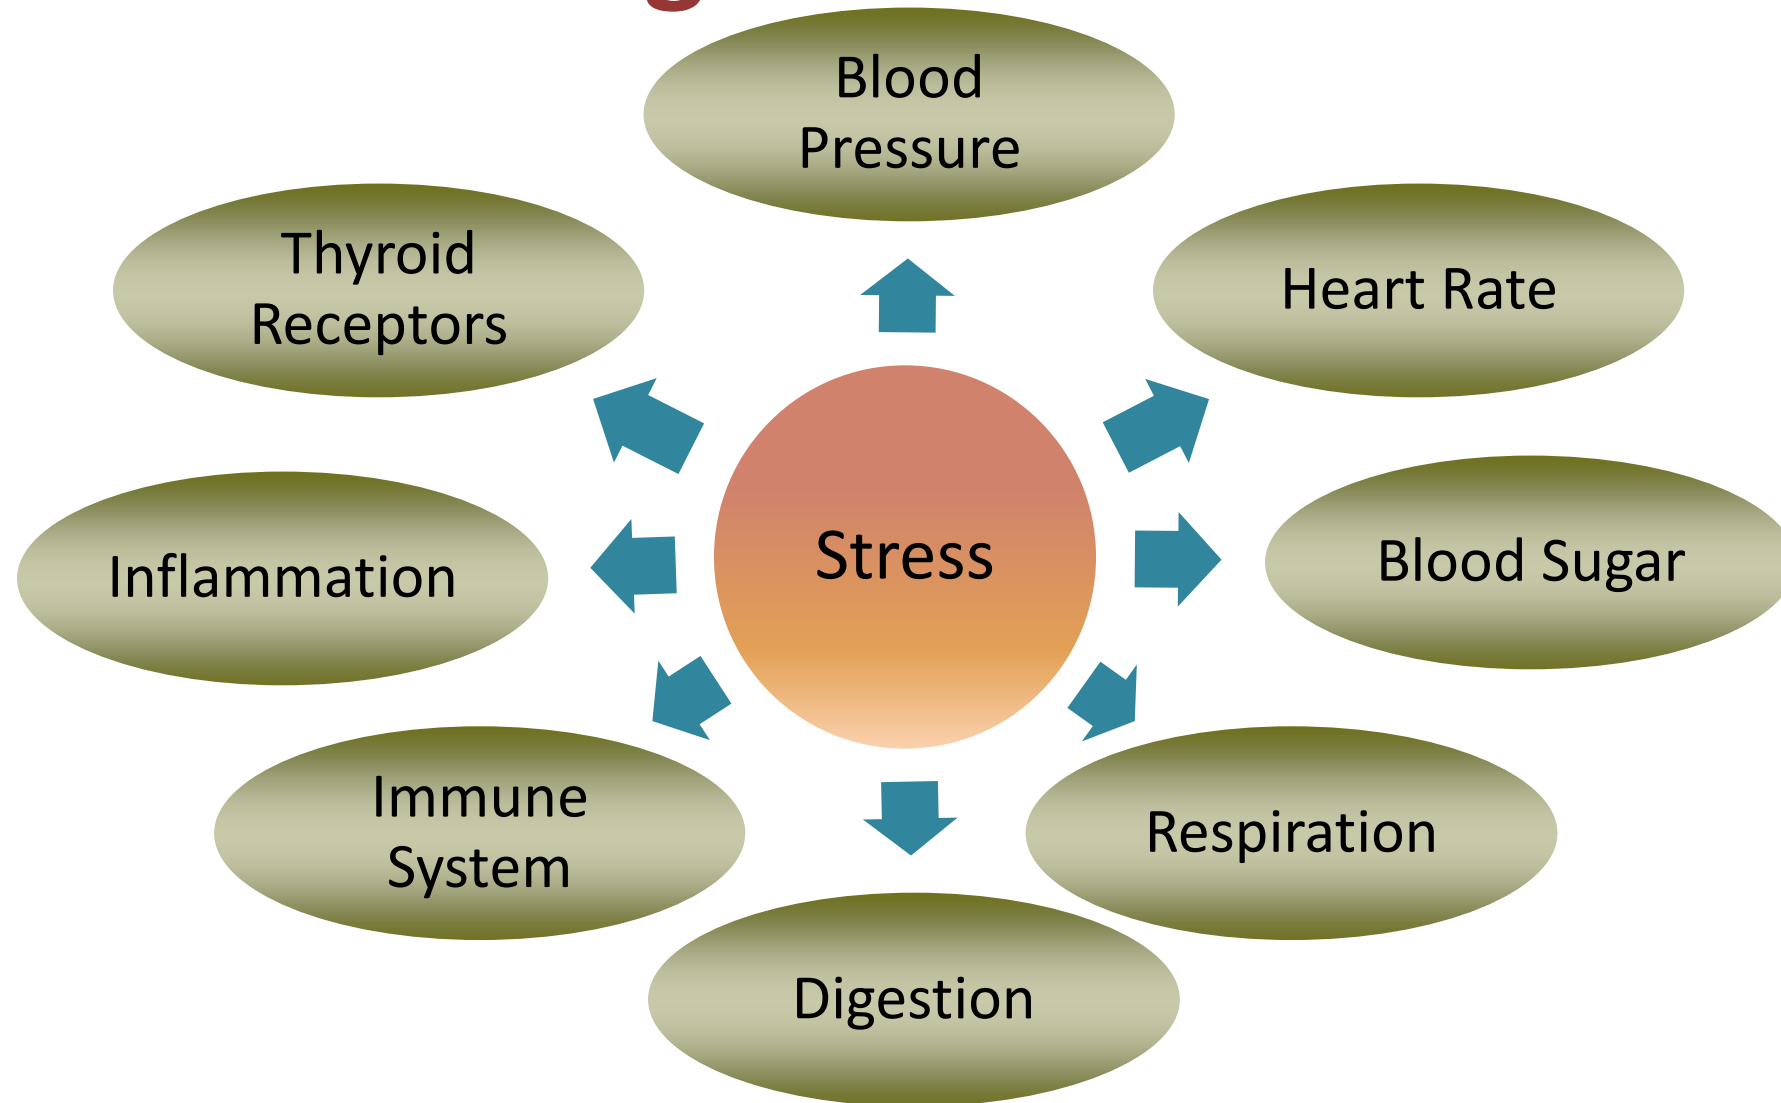 Blood
Pressure
Thyroid
Receptors
Heart Rate
Stress
Inflammation
Blood Sugar
Immune
System
Respiration
Digestion